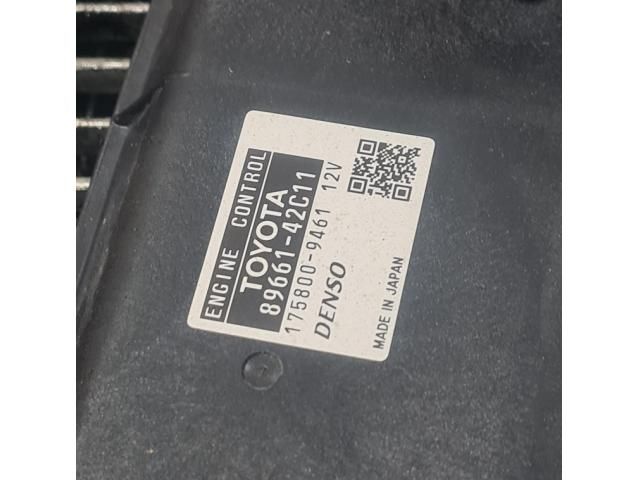 ENGINE CONTROL
TOYOTA
89661-42C11
175800-9461 12V
DENSO
MADE IN JAPAN